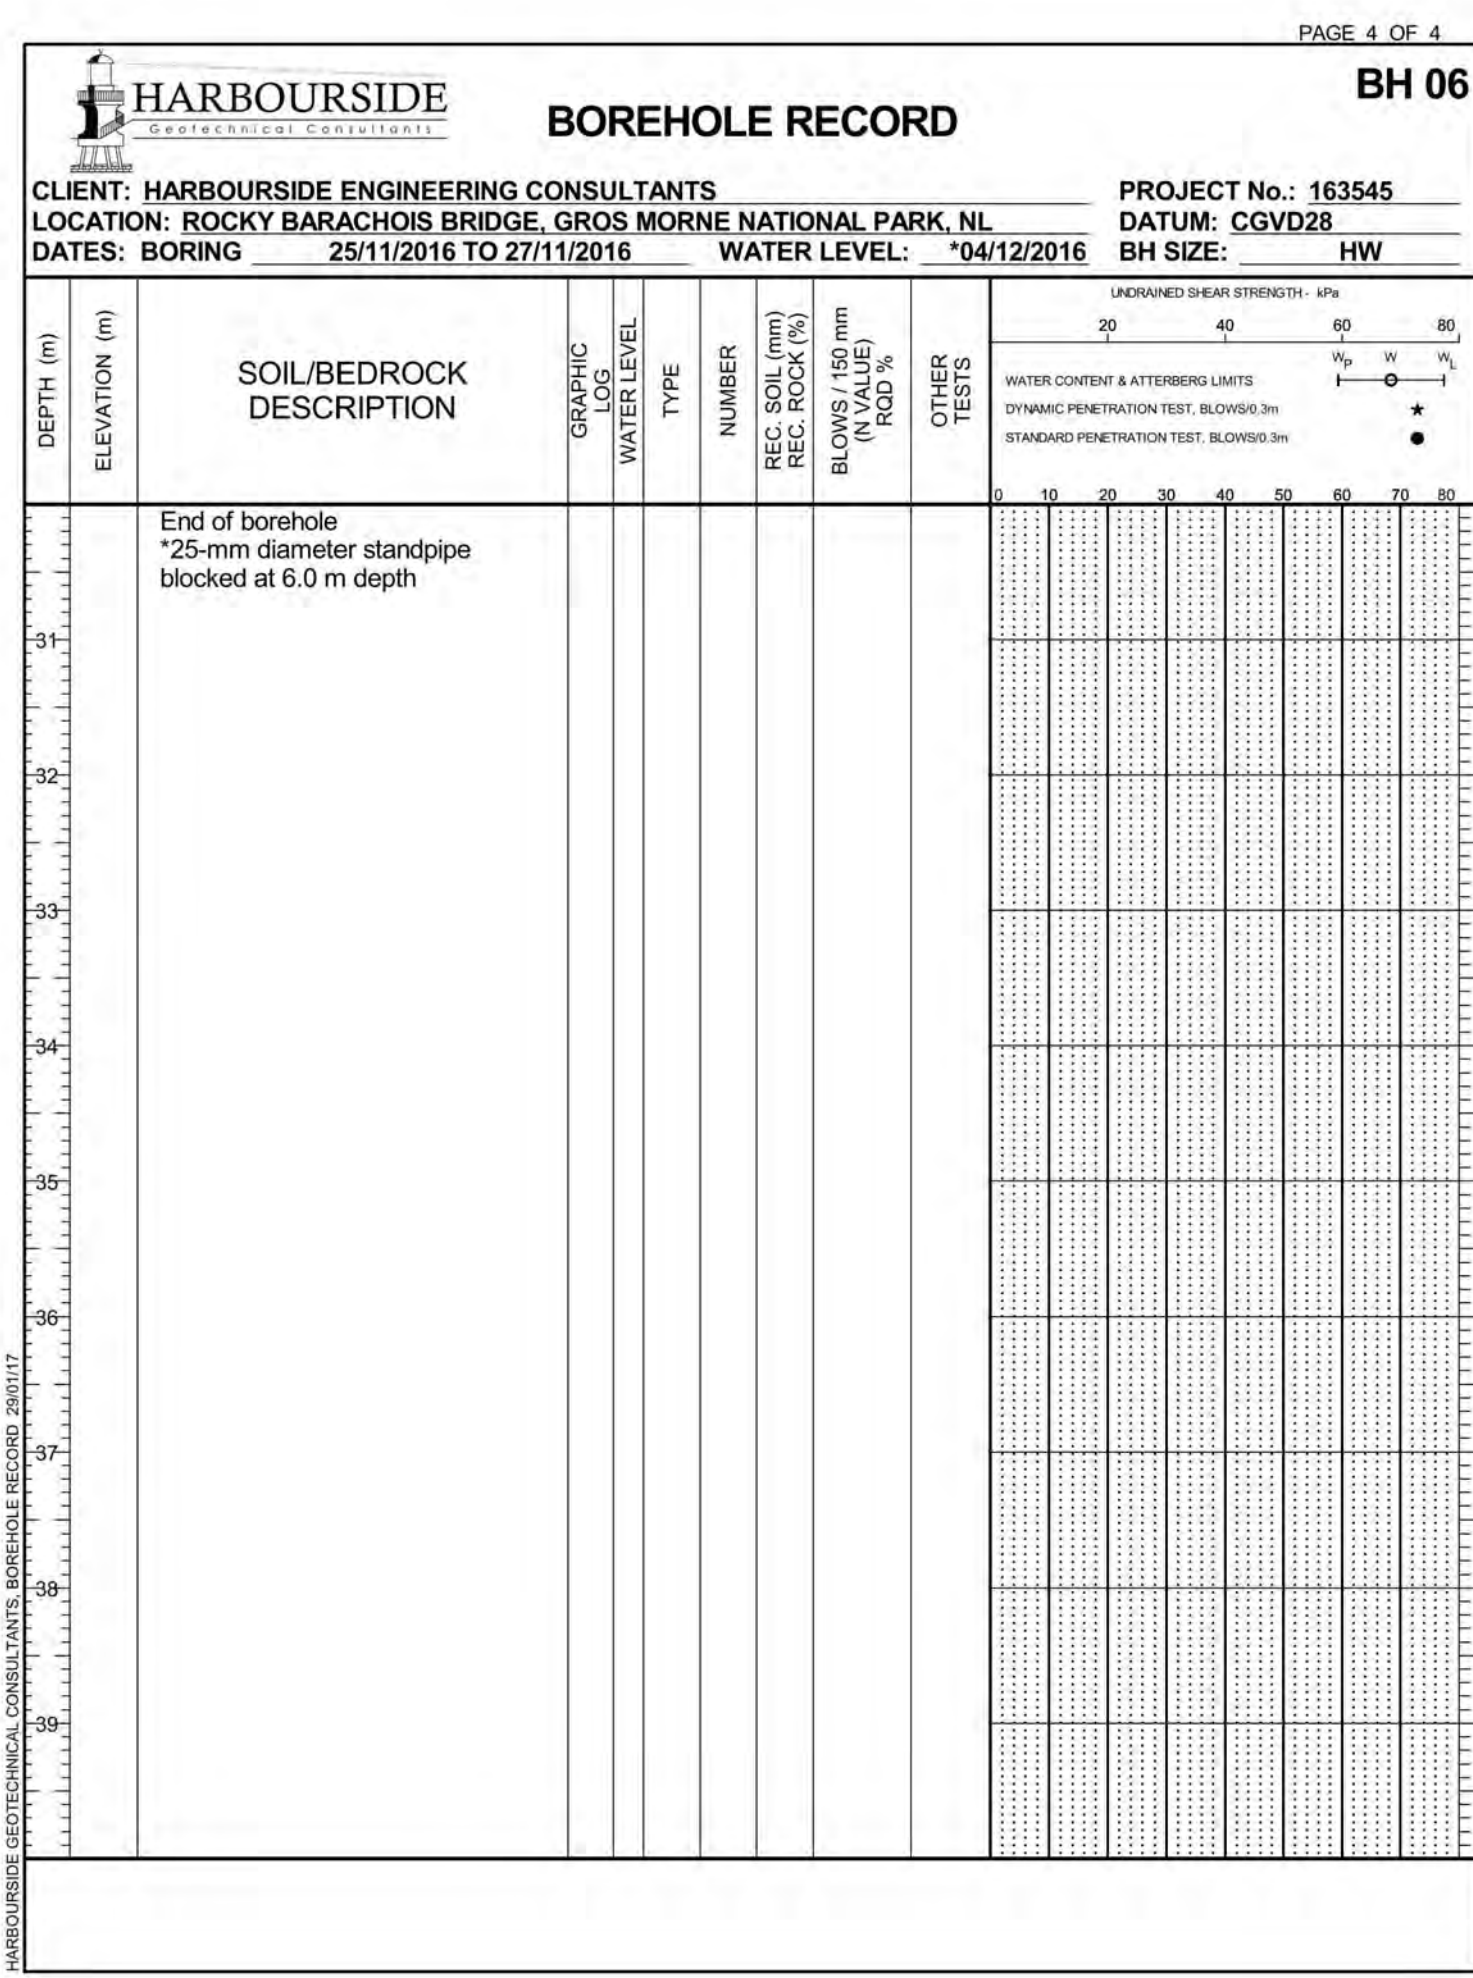 PAGE 4 OF 4
BH 06
HARBOURSIDE
Geotechnical Consultants
BOREHOLE RECORD
CLIENT: HARBOURSIDE ENGINEERING CONSULTANTS
PROJECT No.: 163545
LOCATION: ROCKY BARACHOIS BRIDGE, GROS MORNE NATIONAL PARK, NL
DATUM: CGVD28
DATES: BORING 25/11/2016 TO 27/11/2016 WATER LEVEL: *04/12/2016
BH SIZE: HW
DEPTH (m)
ELEVATION (m)
SOIL/BEDROCK
DESCRIPTION
GRAPHIC
LOG
WATER LEVEL
TYPE
NUMBER
REC. SOIL (mm)
REC. ROCK (%)
BLOWS / 150 mm
(N VALUE)
RQD %
OTHER
TESTS
UNDRAINED SHEAR STRENGTH - kPa
20 40 60 80
WP W WL
WATER CONTENT & ATTERBERG LIMITS
DYNAMIC PENETRATION TEST, BLOWS/0.3m ★
STANDARD PENETRATION TEST, BLOWS/0.3m ●
0 10 20 30 40 50 60 70 80
End of borehole
*25-mm diameter standpipe
blocked at 6.0 m depth
31
32
33
34
35
36
37
38
39
HARBOURSIDE GEOTECHNICAL CONSULTANTS, BOREHOLE RECORD 29/01/17